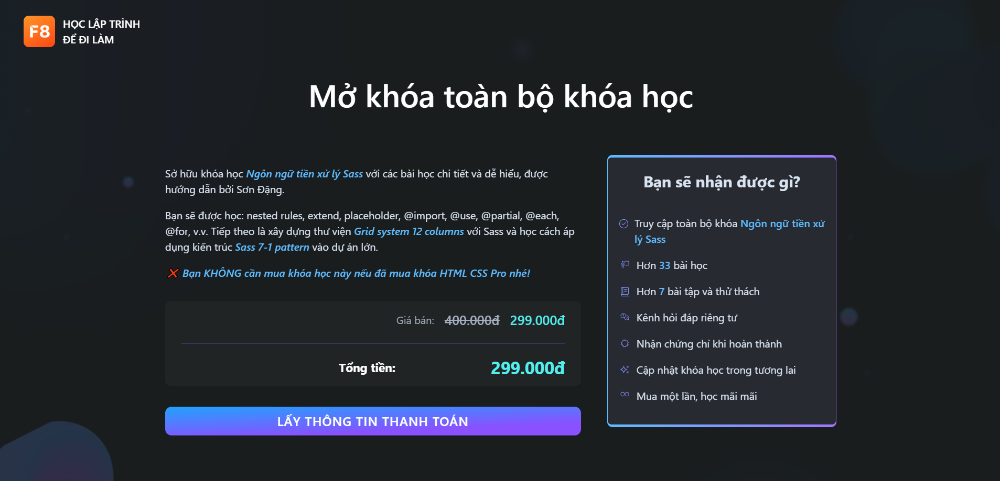 F8
HỌC LẬP TRÌNH
ĐỂ ĐI LÀM
Mở khóa toàn bộ khóa học
Sở hữu khóa học Ngôn ngữ tiền xử lý Sass với các bài học chi tiết và dễ hiểu, được
hướng dẫn bởi Sơn Đặng.
Bạn sẽ được học: nested rules, extend, placeholder, @import, @use, @partial, @each,
@for, v.v. Tiếp theo là xây dựng thư viện Grid system 12 columns với Sass và học cách áp
dụng kiến trúc Sass 7-1 pattern vào dự án lớn.
❌ Bạn KHÔNG cần mua khóa học này nếu đã mua khóa HTML CSS Pro nhé!
Giá bán: 400.000đ 299.000đ
Tổng tiền: 299.000đ
LẤY THÔNG TIN THANH TOÁN
Bạn sẽ nhận được gì?
Truy cập toàn bộ khóa Ngôn ngữ tiền xử
lý Sass
Hơn 33 bài học
Hơn 7 bài tập và thử thách
Kênh hỏi đáp riêng tư
Nhận chứng chỉ khi hoàn thành
Cập nhật khóa học trong tương lai
Mua một lần, học mãi mãi